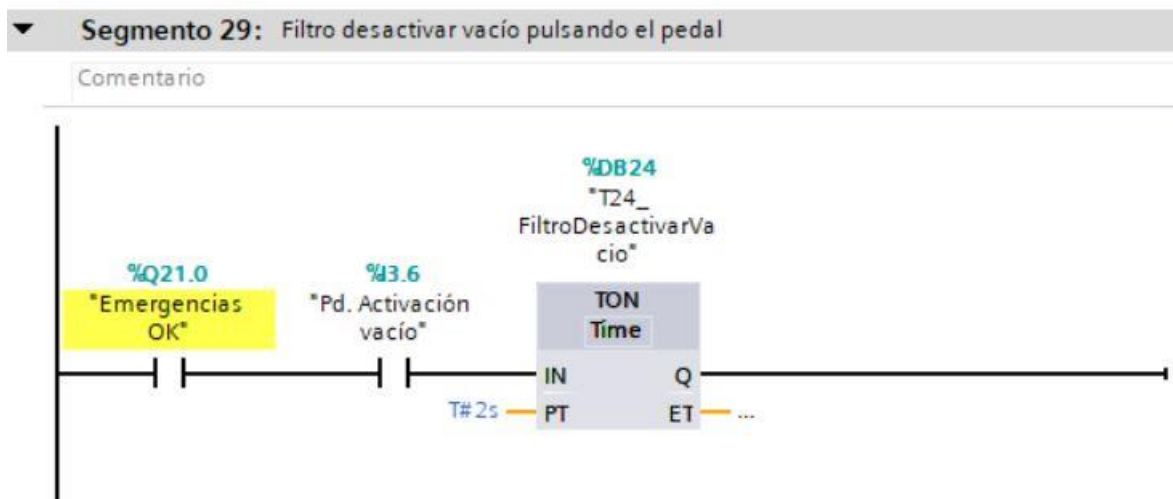 Segmento 29: Filtro desactivar vacío pulsando el pedal
Comentario
%DB24
"T24_
FiltroDesactivarVa
cio"
%Q21.0
"Emergencias
OK"
%I3.6
"Pd. Activación
vacío"
TON
Time
IN
Q
T#2s
PT
ET
...